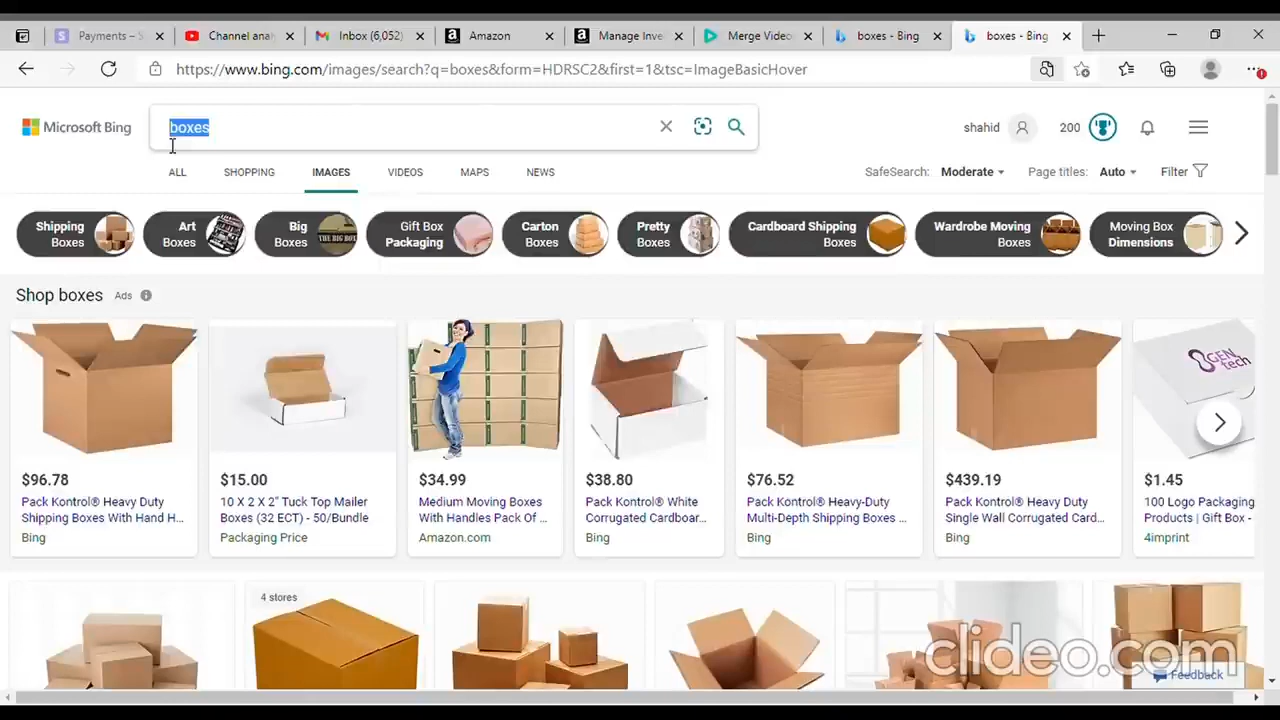 Payments – S
Channel anal
Inbox (6,052)
Amazon
Manage Inve
Merge Video
boxes - Bing
boxes - Bing
https://www.bing.com/images/search?q=boxes&form=HDRSC2&first=1&tsc=ImageBasicHover
Microsoft Bing
boxes
shahid
200
ALL
SHOPPING
IMAGES
VIDEOS
MAPS
NEWS
SafeSearch: Moderate
Page titles: Auto
Filter
Shipping
Boxes
Art
Boxes
Big
Boxes
THE BIG BOX
Gift Box
Packaging
Carton
Boxes
Pretty
Boxes
Cardboard Shipping
Boxes
Wardrobe Moving
Boxes
Moving Box
Dimensions
Shop boxes Ads
GEN
tech
$96.78
Pack Kontrol® Heavy Duty
Shipping Boxes With Hand H...
Bing
$15.00
10 X 2 X 2" Tuck Top Mailer
Boxes (32 ECT) - 50/Bundle
Packaging Price
$34.99
Medium Moving Boxes
With Handles Pack Of ...
Amazon.com
$38.80
Pack Kontrol® White
Corrugated Cardboar...
Bing
$76.52
Pack Kontrol® Heavy-Duty
Multi-Depth Shipping Boxes ...
Bing
$439.19
Pack Kontrol® Heavy Duty
Single Wall Corrugated Card...
Bing
$1.45
100 Logo Packaging
Products | Gift Box -
4imprint
4 stores
clideo.com
Feedback